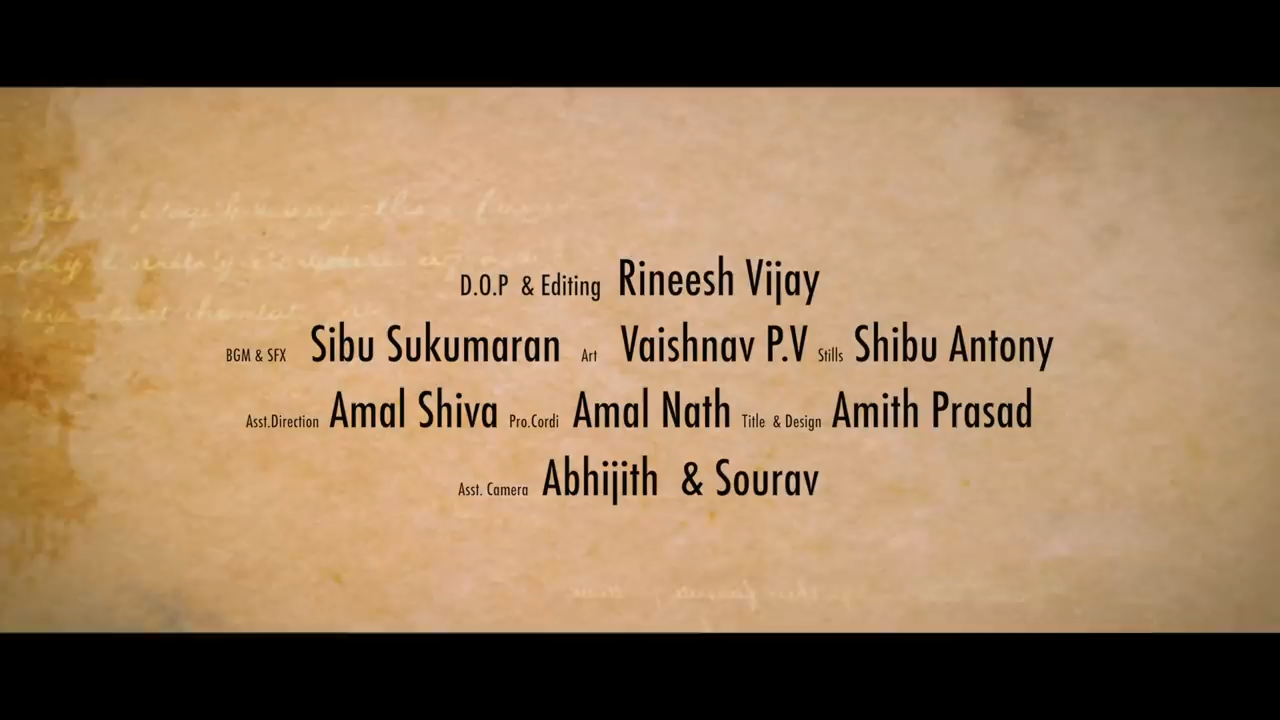 D.O.P & Editing Rineesh Vijay
BGM & SFX Sibu Sukumaran Art Vaishnav P.V Stills Shibu Antony
Asst.Direction Amal Shiva Pro.Cordi Amal Nath Title & Design Amith Prasad
Asst. Camera Abhijith & Sourav